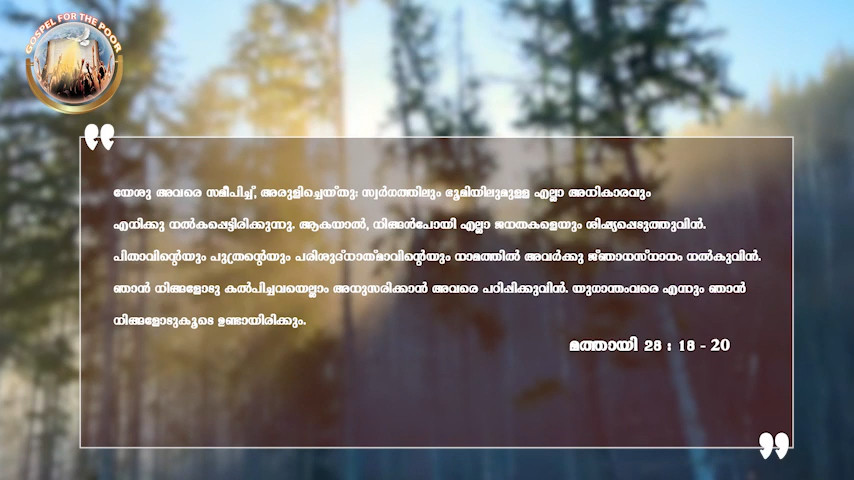 GOSPEL FOR THE POOR
യേശു അവരെ സമീപിച്ച്, അരുളിച്ചെയ്തു: സ്വർഗത്തിലും ഭൂമിയിലുമുള്ള എല്ലാ അധികാരവും
എനിക്കു നൽകപ്പെട്ടിരിക്കുന്നു. ആകയാൽ, നിങ്ങൾപോയി എല്ലാ ജനതകളെയും ശിഷ്യപ്പെടുത്തുവിൻ.
പിതാവിന്റെയും പുത്രന്റെയും പരിശുദ്ധാത്മാവിന്റെയും നാമത്തിൽ അവർക്കു ജ്ഞാനസ്നാനം നൽകുവിൻ.
ഞാൻ നിങ്ങളോടു കൽപിച്ചവയെല്ലാം അനുസരിക്കാൻ അവരെ പഠിപ്പിക്കുവിൻ. യുഗാന്തംവരെ എന്നും ഞാൻ
നിങ്ങളോടുകൂടെ ഉണ്ടായിരിക്കും.
മത്തായി 28 : 18 - 20